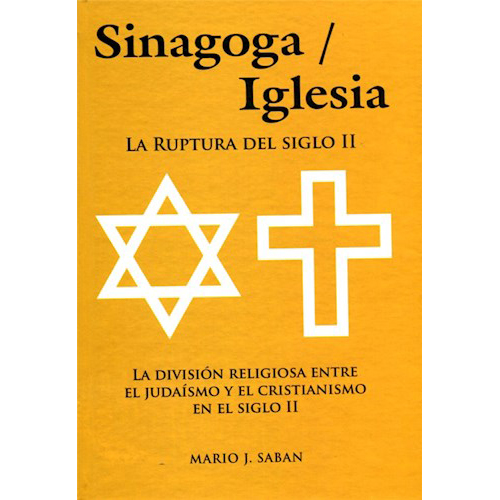 Sinagoga /
Iglesia
La Ruptura del siglo II
La división religiosa entre
el judaísmo y el cristianismo
en el siglo II
Mario J. Saban